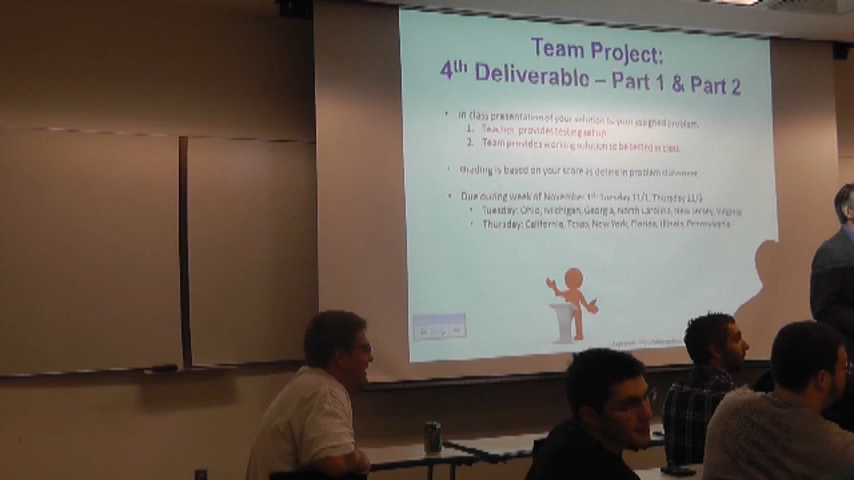 Team Project:
4th Deliverable – Part 1 & Part 2
• In class presentation of your solution to your assigned problem.
1. Teacher provides testing set up
2. Team provides working solution to be tested in class.
• Grading is based on your score as define in problem statement.
• Due during week of November 1st: Tuesday 11/1, Thursday 11/3
• Tuesday: Ohio, Michigan, Georgia, North Carolina, New Jersey, Virginia
• Thursday: California, Texas, New York, Florida, Illinois, Pennsylvania